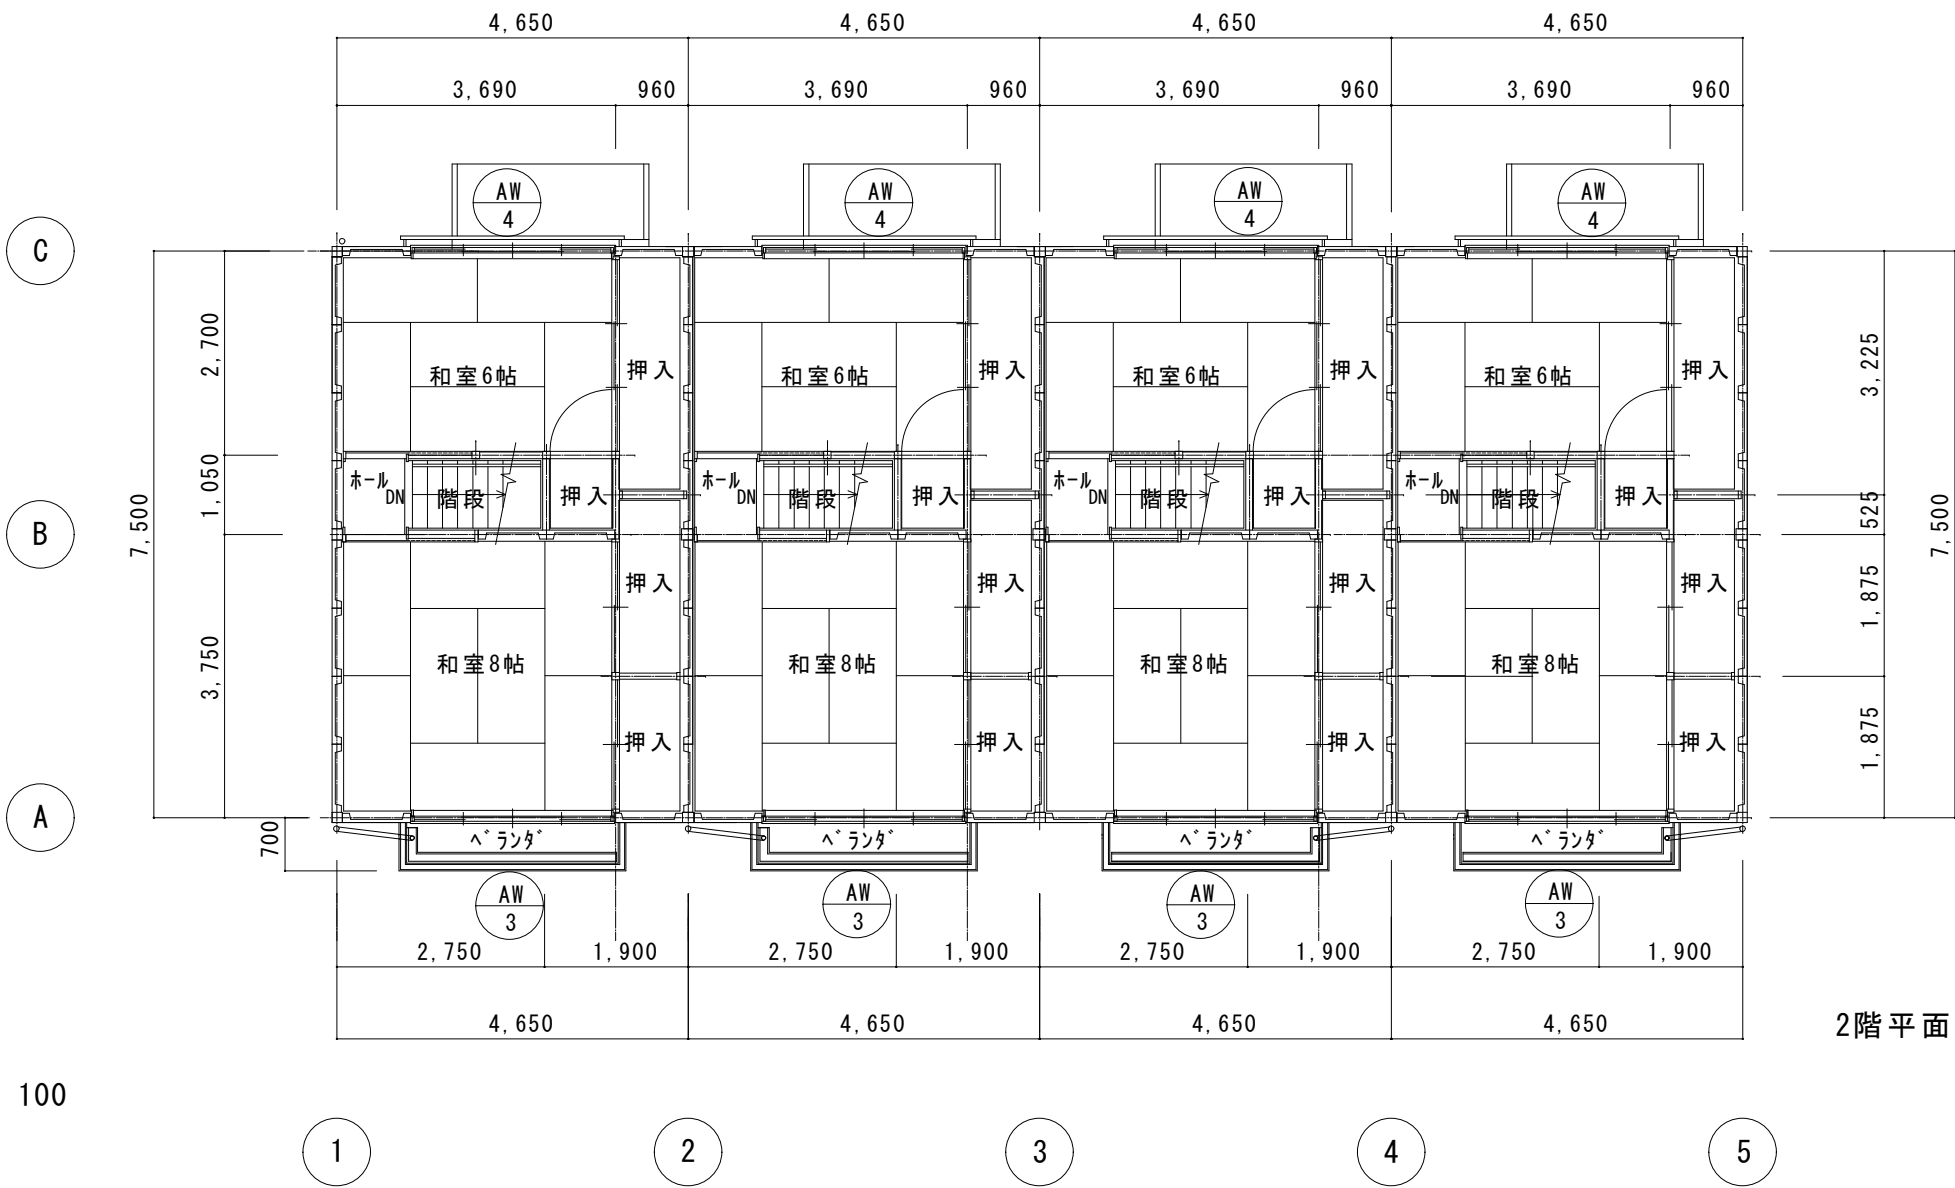 4,650 4,650 4,650 4,650
3,690 960 3,690 960 3,690 960 3,690 960
AW 4 AW 4 AW 4 AW 4
C
2,700
1,050
3,750
7,500
700
3,225
525
1,875
1,875
7,500
和室6帖 押入 和室6帖 押入 和室6帖 押入 和室6帖 押入
ホール DN 階段 押入 ホール DN 階段 押入 ホール DN 階段 押入 ホール DN 階段 押入
B
押入 押入 押入 押入
和室8帖 和室8帖 和室8帖 和室8帖
押入 押入 押入 押入
A
ベランダ ベランダ ベランダ ベランダ
AW 3 AW 3 AW 3 AW 3
2,750 1,900 2,750 1,900 2,750 1,900 2,750 1,900
4,650 4,650 4,650 4,650
2階平面
100
1 2 3 4 5